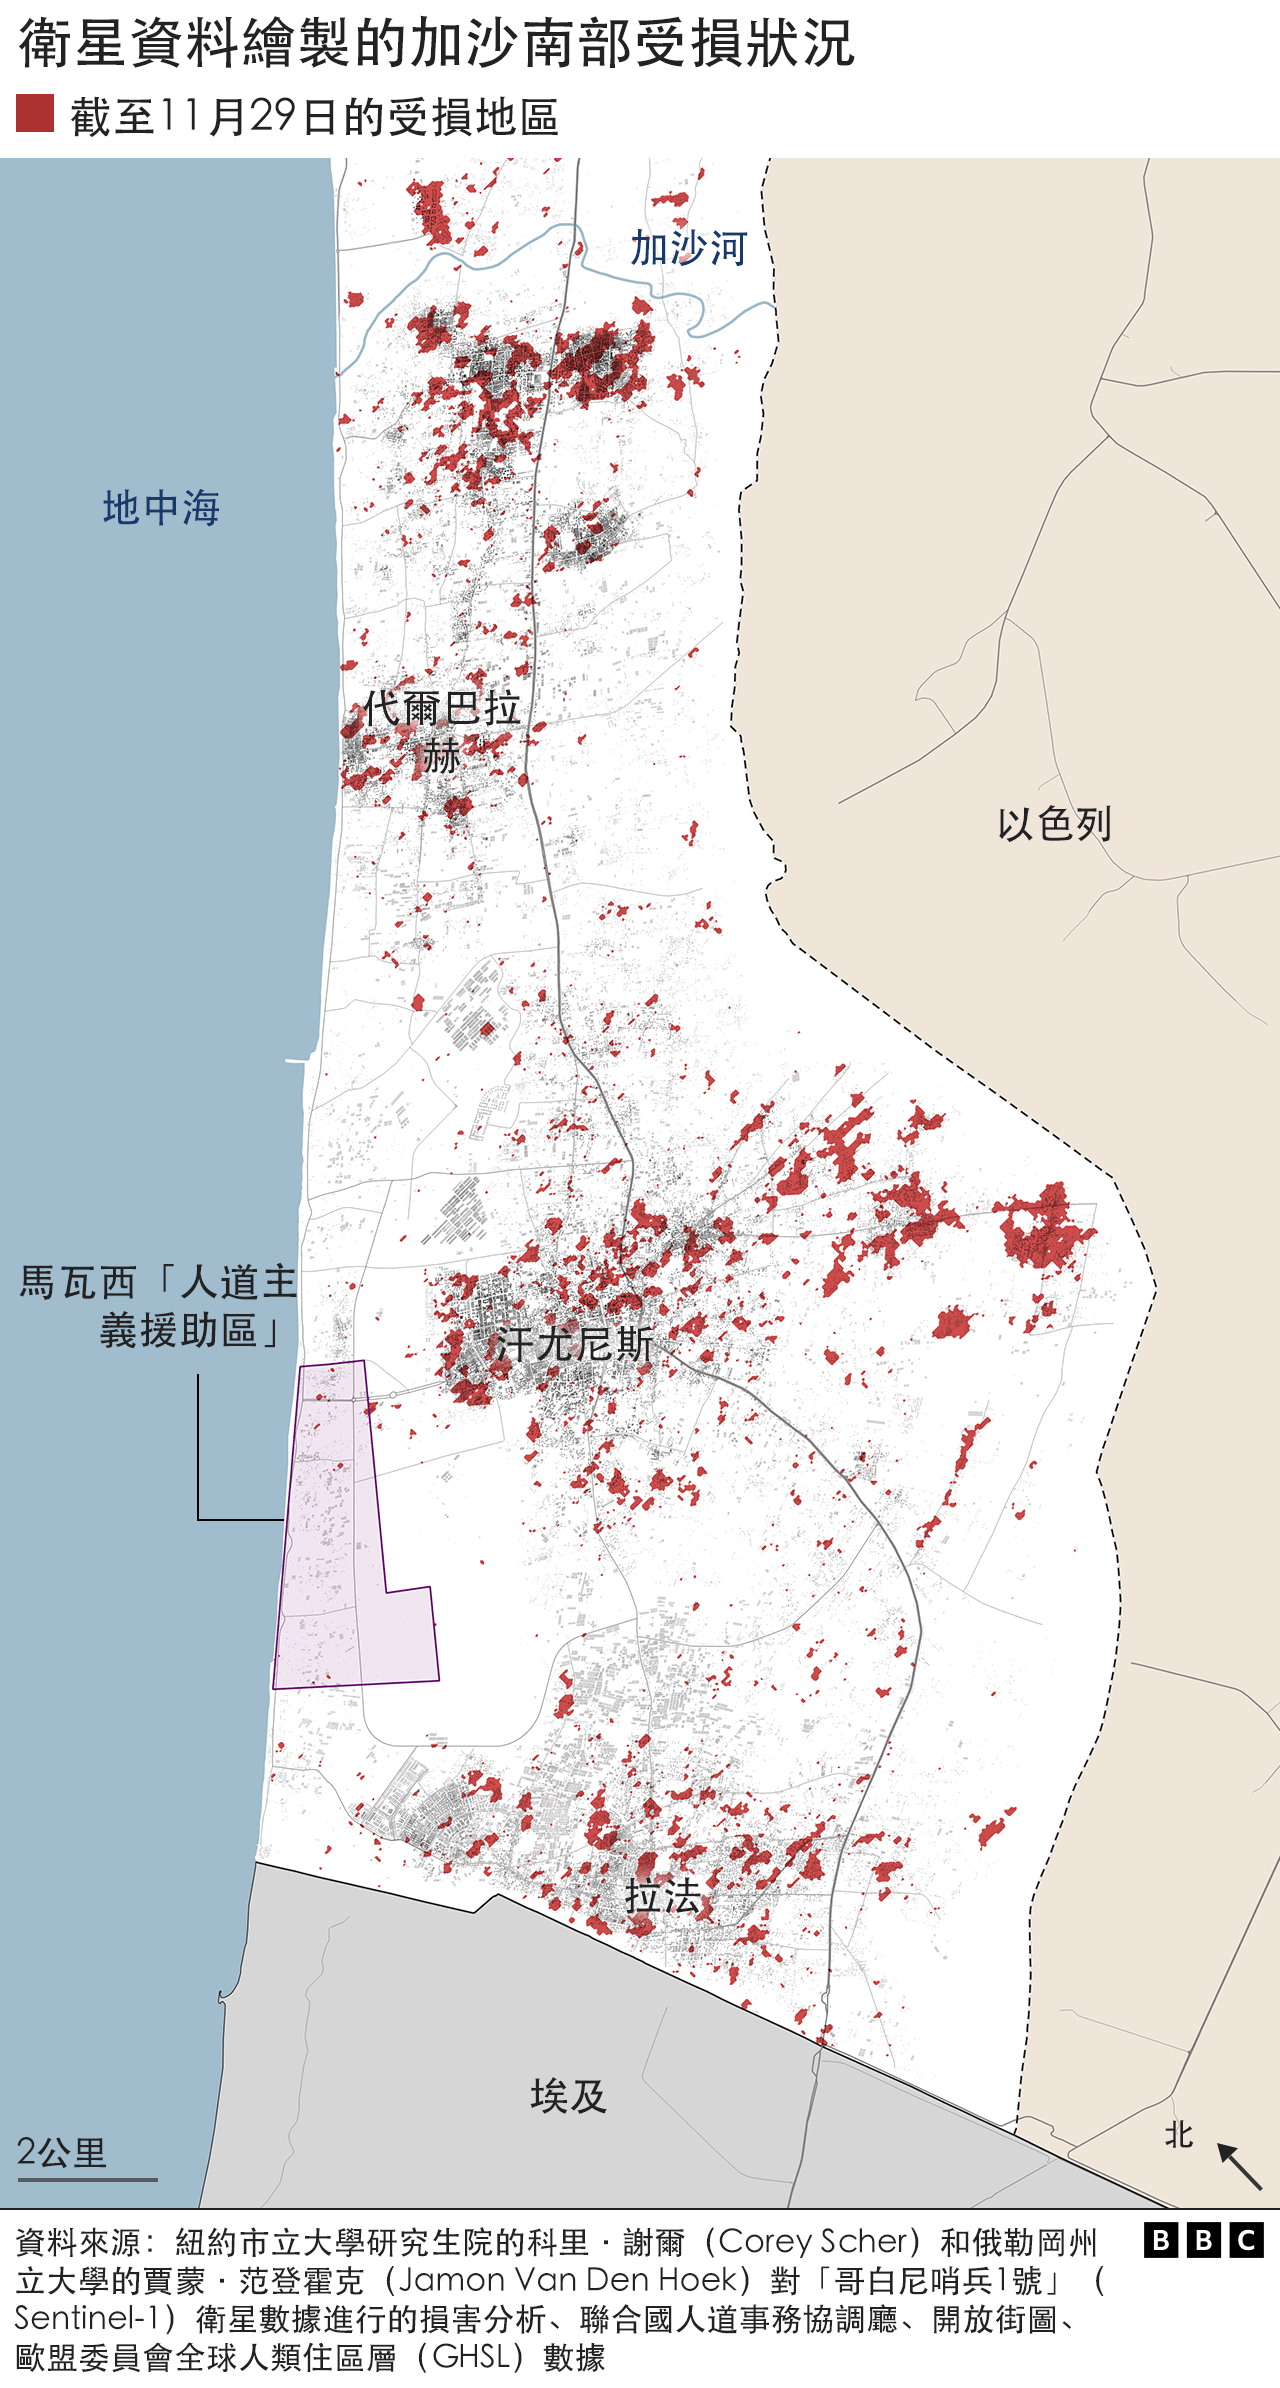 衛星資料繪製的加沙南部受損狀況
截至11月29日的受損地區
加沙河
地中海
代爾巴拉
赫
以色列
馬瓦西「人道主
義援助區」
汗尤尼斯
拉法
埃及
北
2公里
資料來源：紐約市立大學研究生院的科里·謝爾（Corey Scher）和俄勒岡州
立大學的賈蒙·范登霍克（Jamon Van Den Hoek）對「哥白尼哨兵1號」（
Sentinel-1）衛星數據進行的損害分析、聯合國人道事務協調廳、開放街圖、
歐盟委員會全球人類住區層（GHSL）數據
BBC